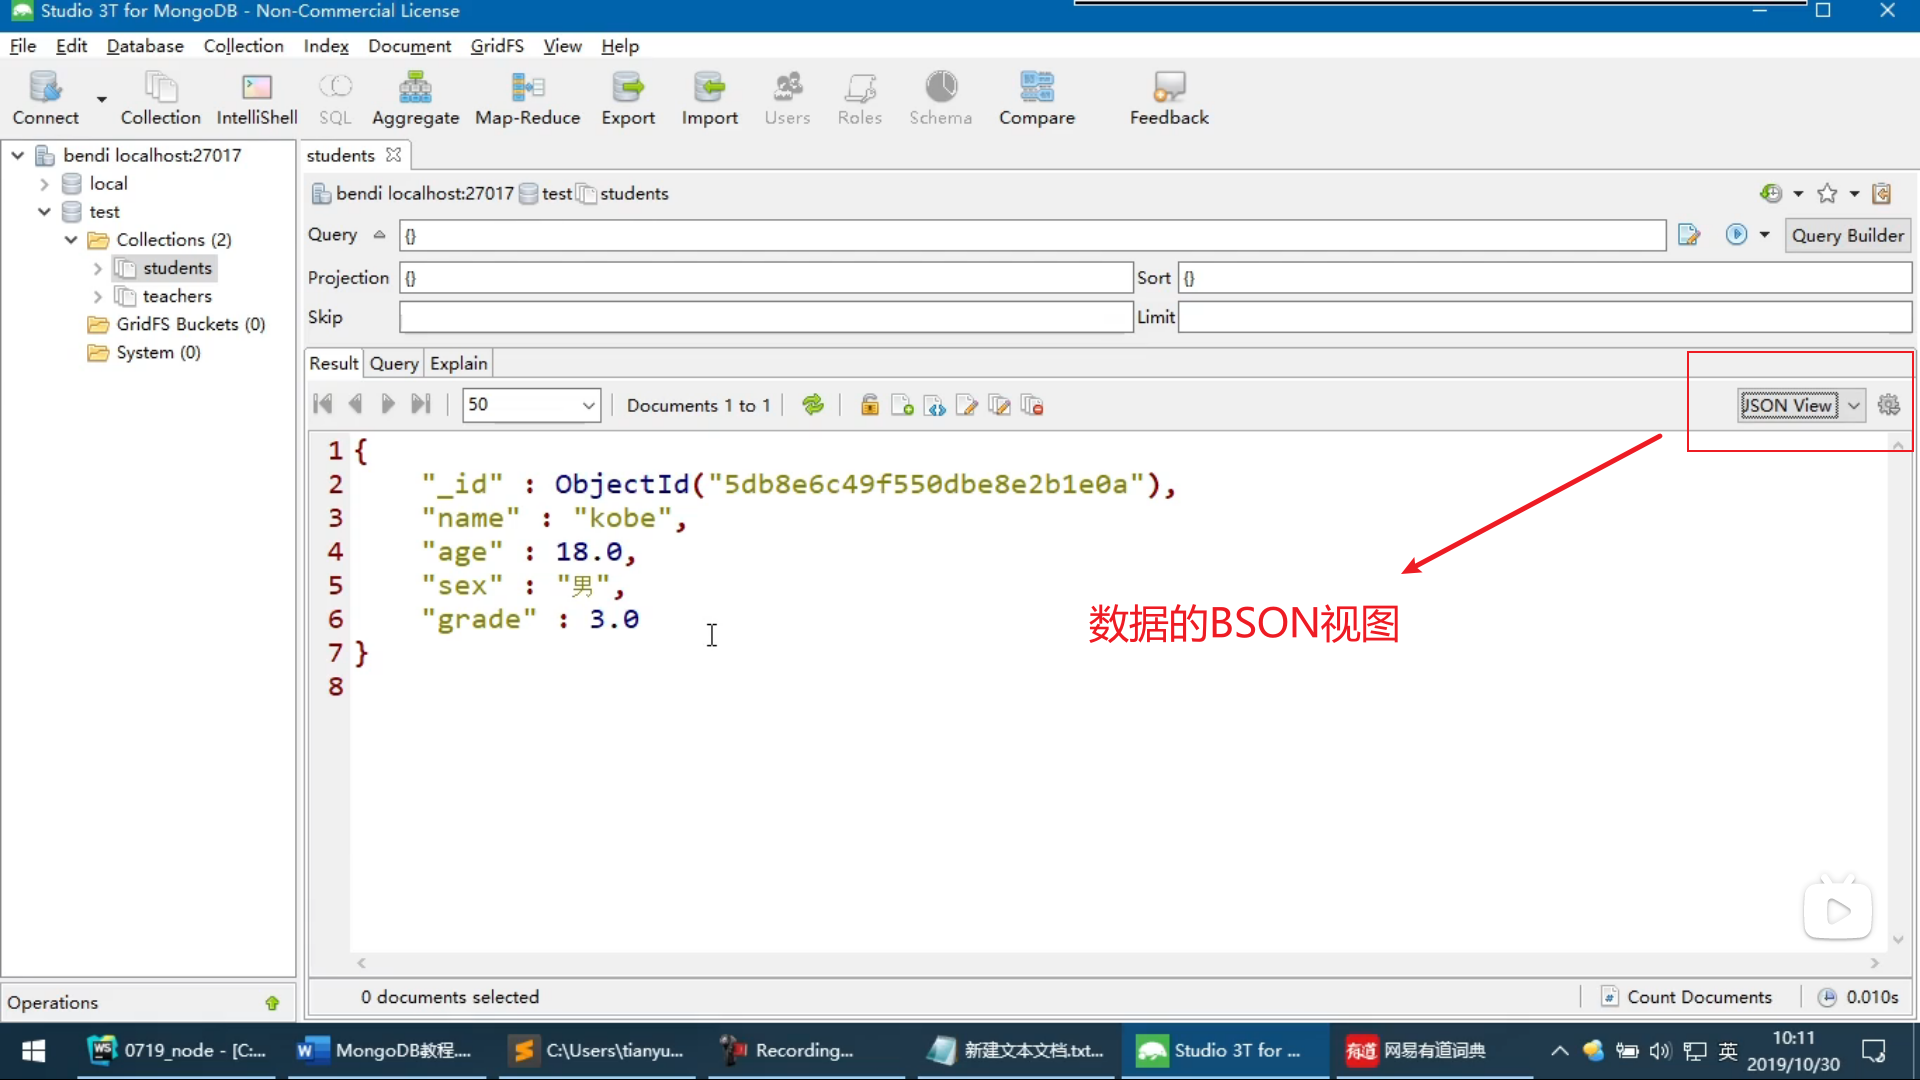 Studio 3T for MongoDB - Non-Commercial License
File Edit Database Collection Index Document GridFS View Help
Connect Collection IntelliShell SQL Aggregate Map-Reduce Export Import Users Roles Schema Compare Feedback
bendi localhost:27017
local
test
Collections (2)
students
teachers
GridFS Buckets (0)
System (0)
students
bendi localhost:27017 test students
Query {} Query Builder
Projection {} Sort {}
Skip Limit
Result Query Explain
50 Documents 1 to 1 JSON View
1 {
2 "_id" : ObjectId("5db8e6c49f550dbe8e2b1e0a"),
3 "name" : "kobe",
4 "age" : 18.0,
5 "sex" : "男",
6 "grade" : 3.0
7 }
8
数据的BSON视图
Operations
0 documents selected Count Documents 0.010s
0719_node - [C:... MongoDB教程.... C:\Users\tianyu... Recording... 新建文本文档.txt... Studio 3T for ... 有道 网易有道词典 英 10:11
2019/10/30